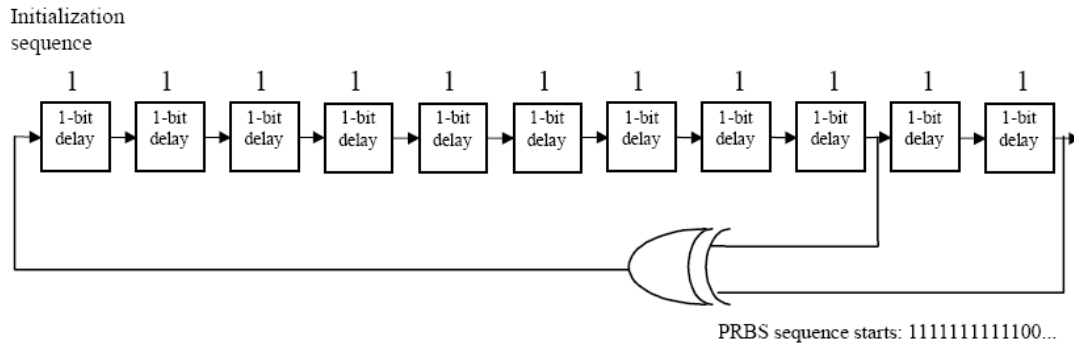 Initialization
sequence
1 1 1 1 1 1 1 1 1 1 1
1-bit 1-bit 1-bit 1-bit 1-bit 1-bit 1-bit 1-bit 1-bit 1-bit 1-bit
delay delay delay delay delay delay delay delay delay delay delay
PRBS sequence starts: 1111111111100...